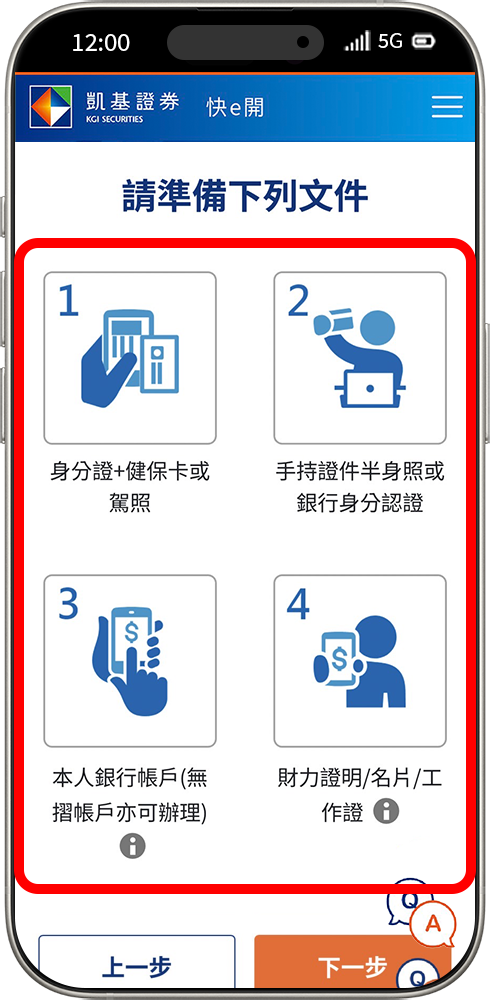 12:00
5G
凱基證券
KGI SECURITIES
快e開
請準備下列文件
1
2
身分證+健保卡或
駕照
手持證件半身照或
銀行身分認證
3
$
4
$
本人銀行帳戶(無
摺帳戶亦可辦理)
i
財力證明/名片/工
作證 i
Q
A
上一步
下一步
Q